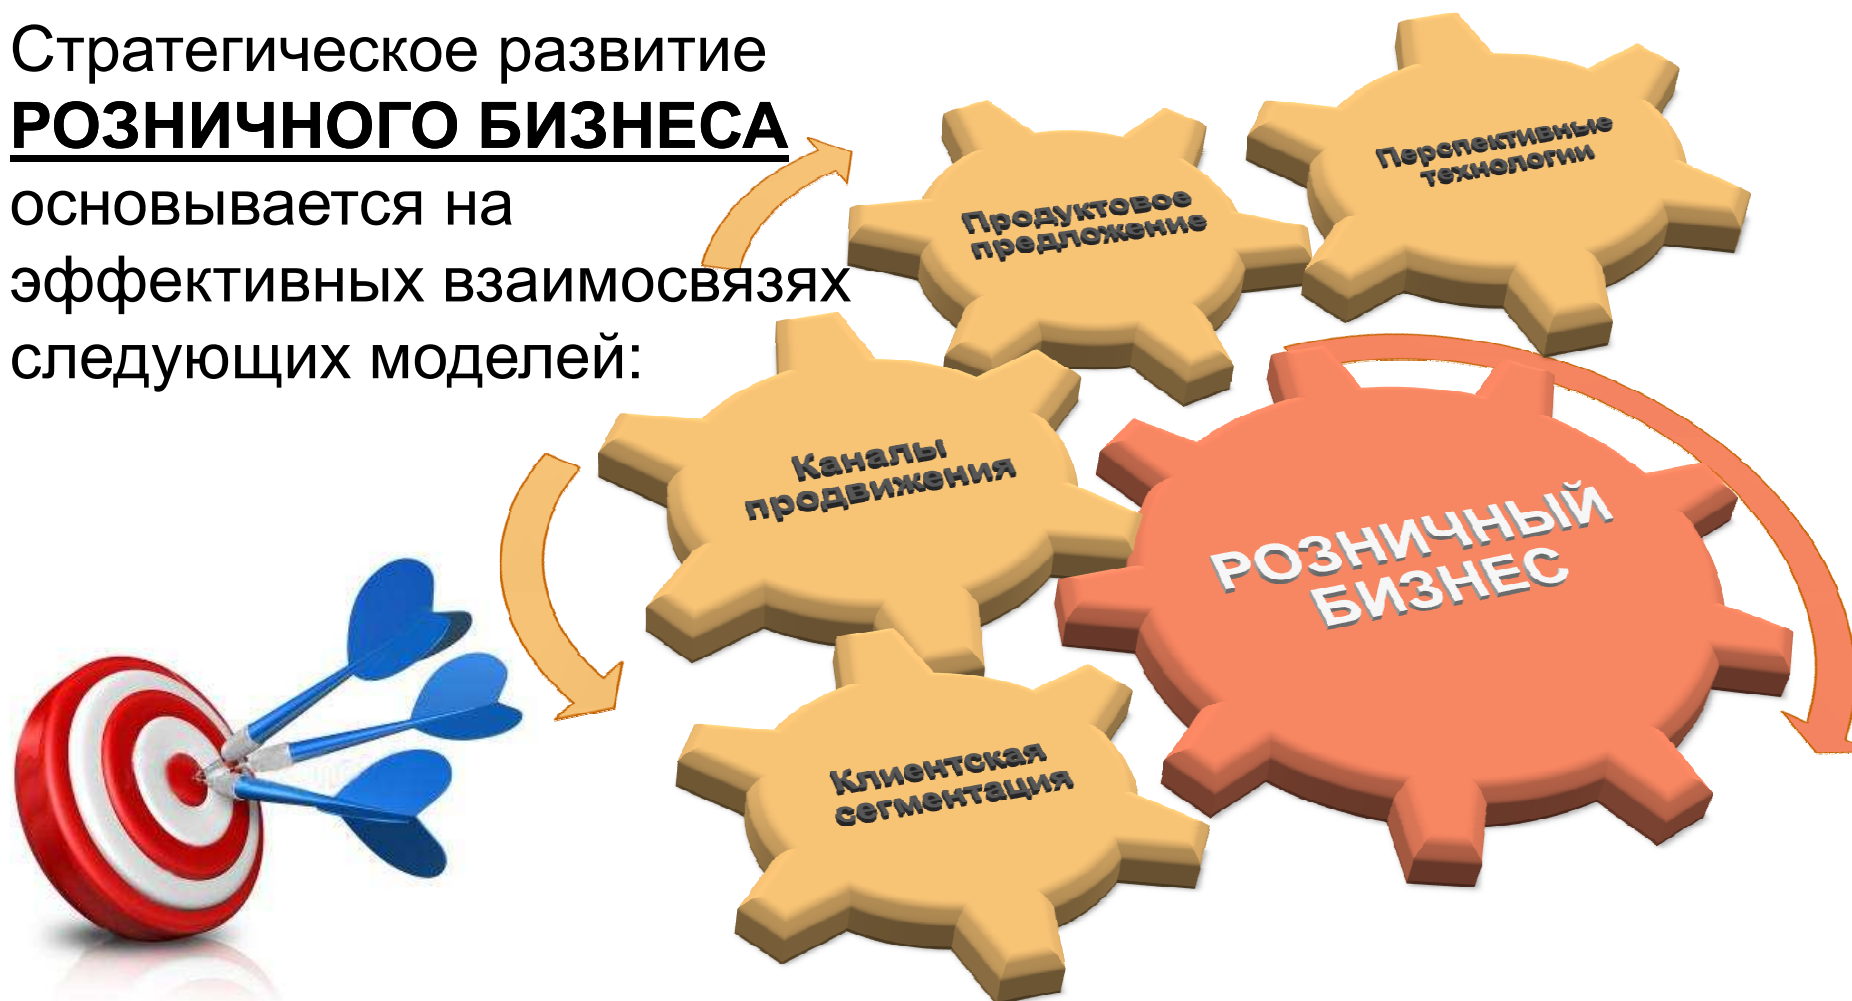 Стратегическое развитие
РОЗНИЧНОГО БИЗНЕСА
основывается на
эффективных взаимосвязях
следующих моделей:
Перспективные
технологии
Продуктовое
предложение
Каналы
продвижения
РОЗНИЧНЫЙ
БИЗНЕС
Клиентская
сегментация